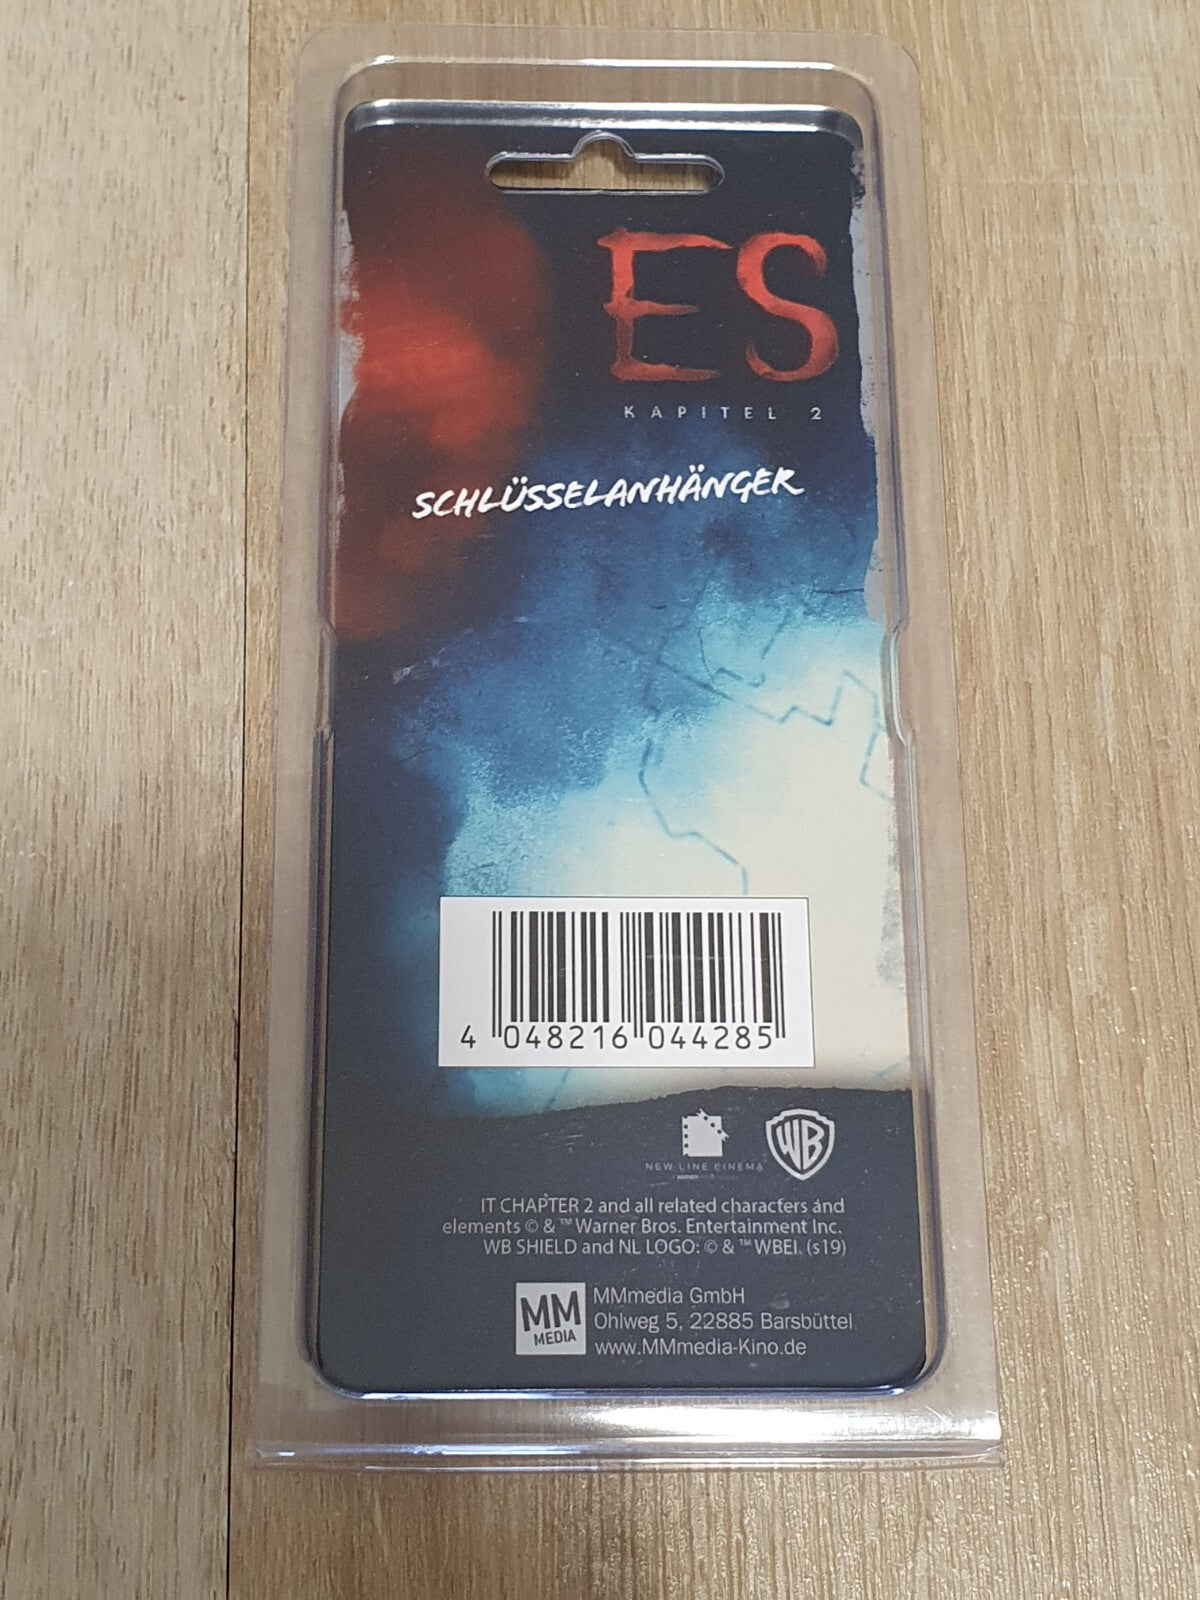 ES
KAPITEL 2
SCHLÜSSELANHÄNGER
4 048216 044285
NEW LINE CINEMA
WB
IT CHAPTER 2 and all related characters and
elements © & ™ Warner Bros. Entertainment Inc.
WB SHIELD and NL LOGO: © & ™ WBEI. (s19)
MM
MEDIA
MMmedia GmbH
Ohlweg 5, 22885 Barsbüttel
www.MMmedia-Kino.de